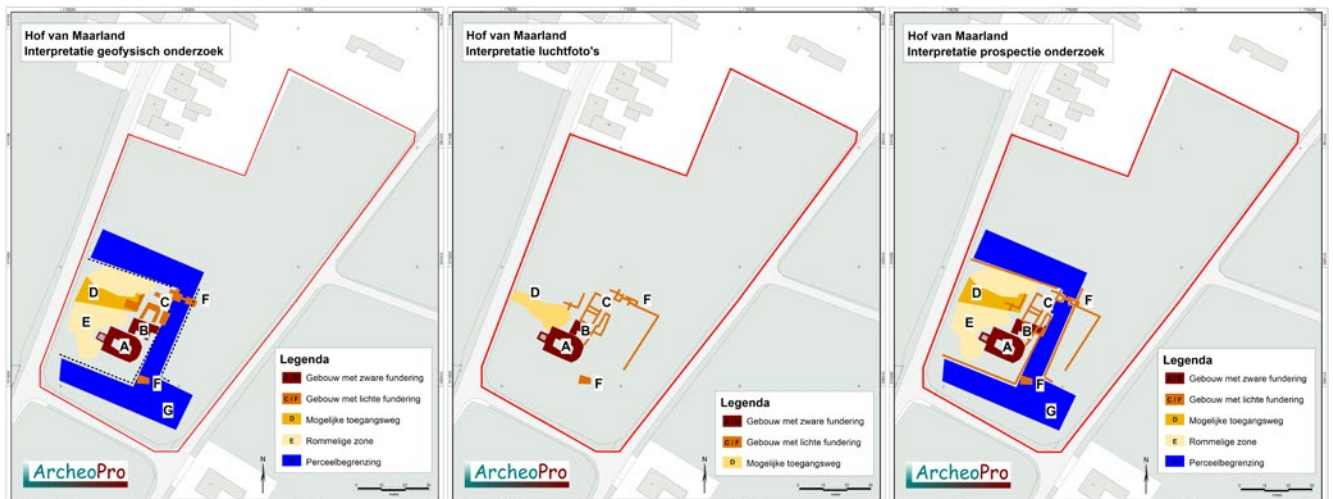 Hof van Maarland
Interpretatie geofysisch onderzoek
D
C
F
E
B
A
F
G
Legenda
Gebouw met zware fundering
C / F Gebouw met lichte fundering
D Mogelijke toegangsweg
E Rommelige zone
Perceelbegrenzing
ArcheoPro
N
Hof van Maarland
Interpretatie luchtfoto's
D
C
F
B
A
F
Legenda
Gebouw met zware fundering
C / F Gebouw met lichte fundering
D Mogelijke toegangsweg
ArcheoPro
N
Hof van Maarland
Interpretatie prospectie onderzoek
D
C
F
E
B
A
F
G
Legenda
Gebouw met zware fundering
C / F Gebouw met lichte fundering
D Mogelijke toegangsweg
E Rommelige zone
Perceelbegrenzing
ArcheoPro
N